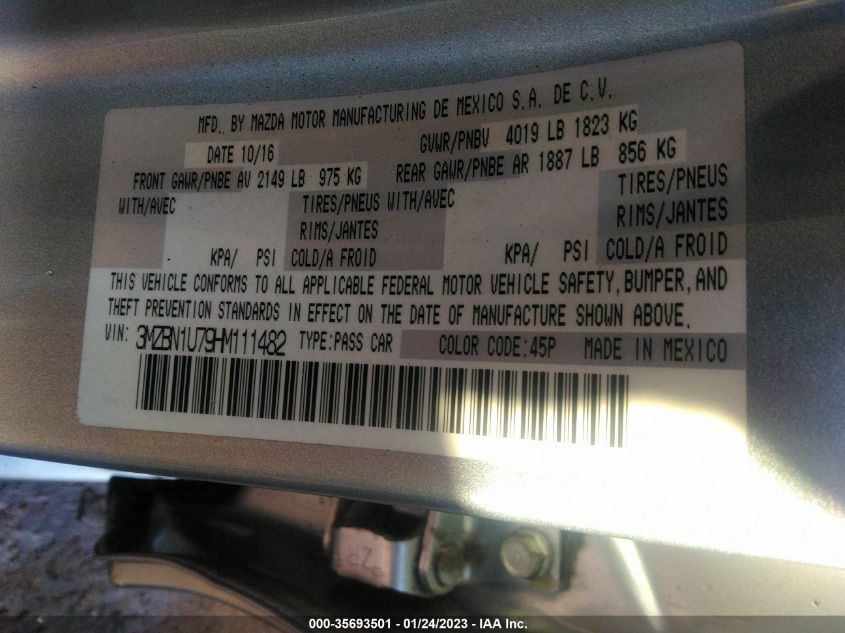 MFD. BY MAZDA MOTOR MANUFACTURING DE MEXICO S.A. DE C.V.
DATE 10/16 GVWR/PNBV 4019 LB 1823 KG
FRONT GAWR/PNBE AV 2149 LB 975 KG REAR GAWR/PNBE AR 1887 LB 856 KG
WITH/AVEC TIRES/PNEUS WITH/AVEC TIRES/PNEUS
RIMS/JANTES RIMS/JANTES
KPA/ PSI COLD/A FROID KPA/ PSI COLD/A FROID
THIS VEHICLE CONFORMS TO ALL APPLICABLE FEDERAL MOTOR VEHICLE SAFETY, BUMPER, AND
THEFT PREVENTION STANDARDS IN EFFECT ON THE DATE OF MANUFACTURE SHOWN ABOVE.
VIN: 3MZBN1U79HM111482 TYPE:PASS CAR COLOR CODE:45P MADE IN MEXICO
000-35693501 - 01/24/2023 - IAA Inc.